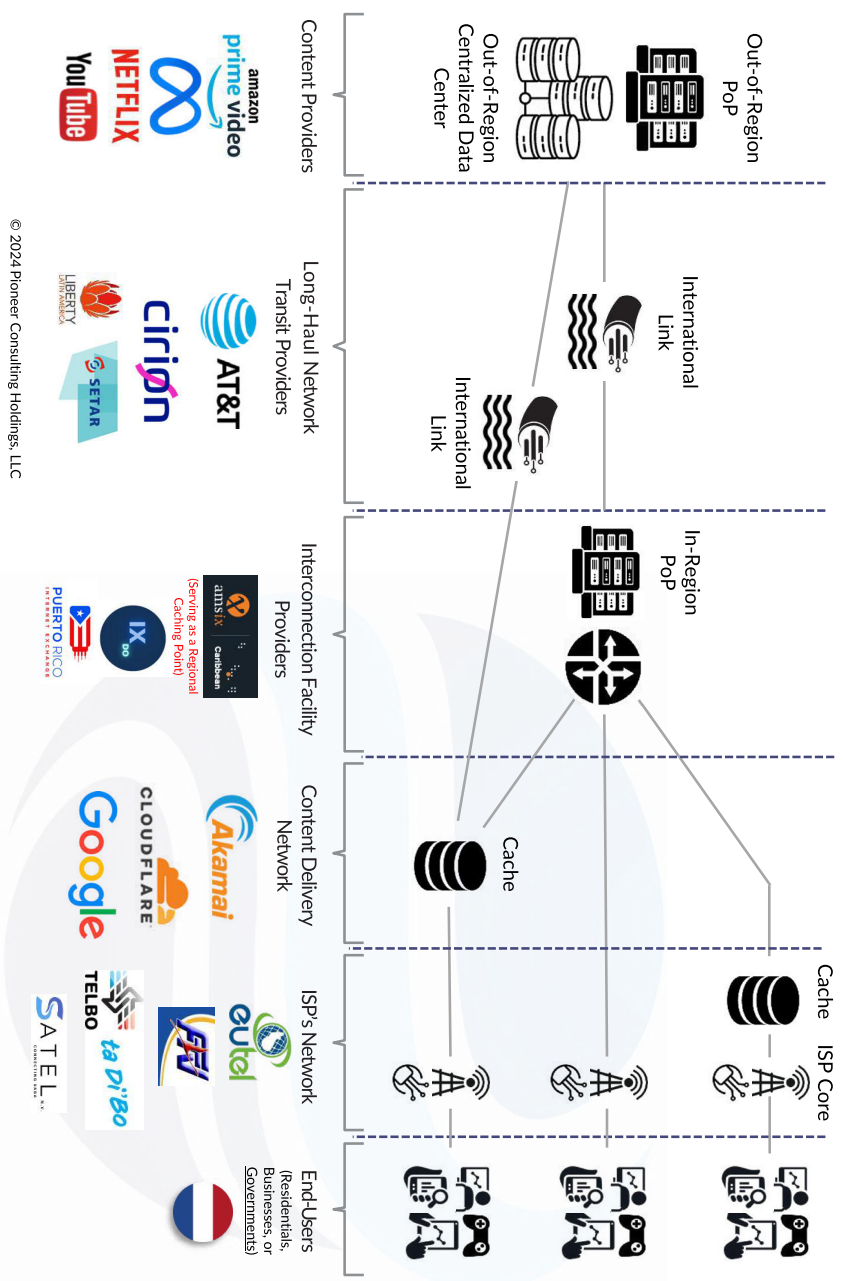 Out-of-Region
PoP
Out-of-Region
Centralized Data
Center
International
Link
International
Link
In-Region
PoP
Cache
Cache
ISP Core
Content Providers
Long-Haul Network
Transit Providers
Interconnection Facility
Providers
Content Delivery
Network
ISP's Network
End-Users
(Residentials,
Businesses, or
Governments)
amazon
prime video
NETFLIX
YouTube
AT&T
cirion
LIBERTY
LATIN AMERICA
SETAR
amsix
Caribbean
(Serving as a Regional
Caching Point)
IX
DO
PUERTO RICO
INTERNET EXCHANGE
Akamai
CLOUDFLARE
Google
eutel
FTV
TELBO
ta Di'Bo
SATEL N.V.
CONNECTING SABA
© 2024 Pioneer Consulting Holdings, LLC